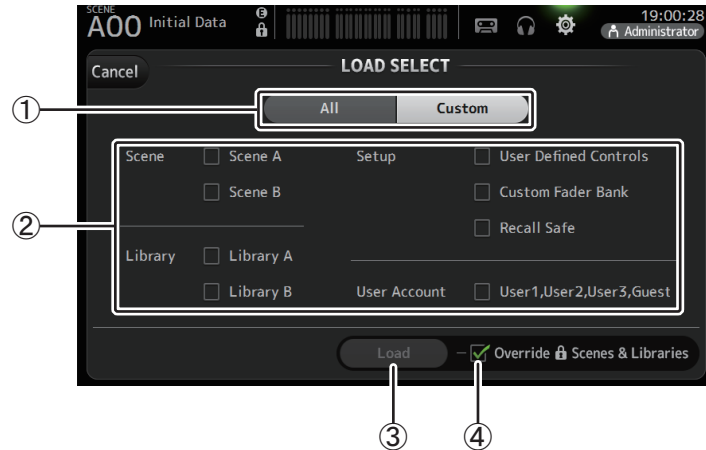 SCENE
A00 Initial Data
E
19:00:28
Administrator
Cancel
LOAD SELECT
① All Custom
Scene Scene A Setup User Defined Controls
Scene B Custom Fader Bank
② Recall Safe
Library Library A
Library B User Account User1,User2,User3,Guest
Load Override Scenes & Libraries
③ ④